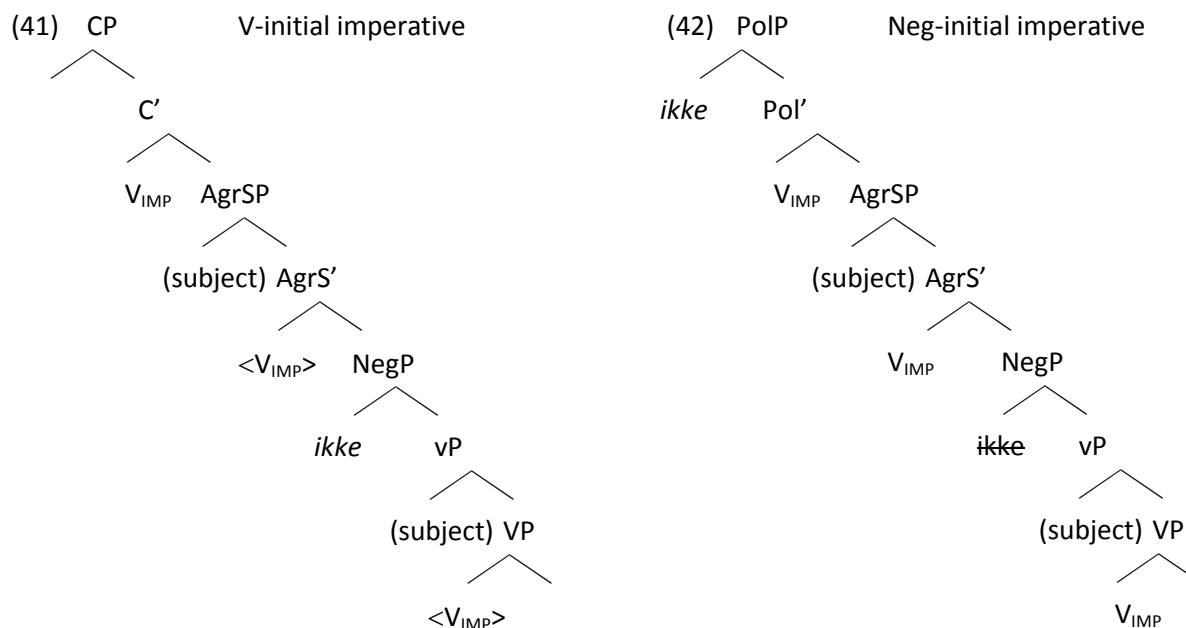 (41) CP V-initial imperative (42) PolP Neg-initial imperative
ikke Pol’
C’
V_IMP AgrSP V_IMP AgrSP
(subject) AgrS’ (subject) AgrS’
<V_IMP> NegP V_IMP NegP
ikke vP ikke vP
(subject) VP (subject) VP
<V_IMP> V_IMP